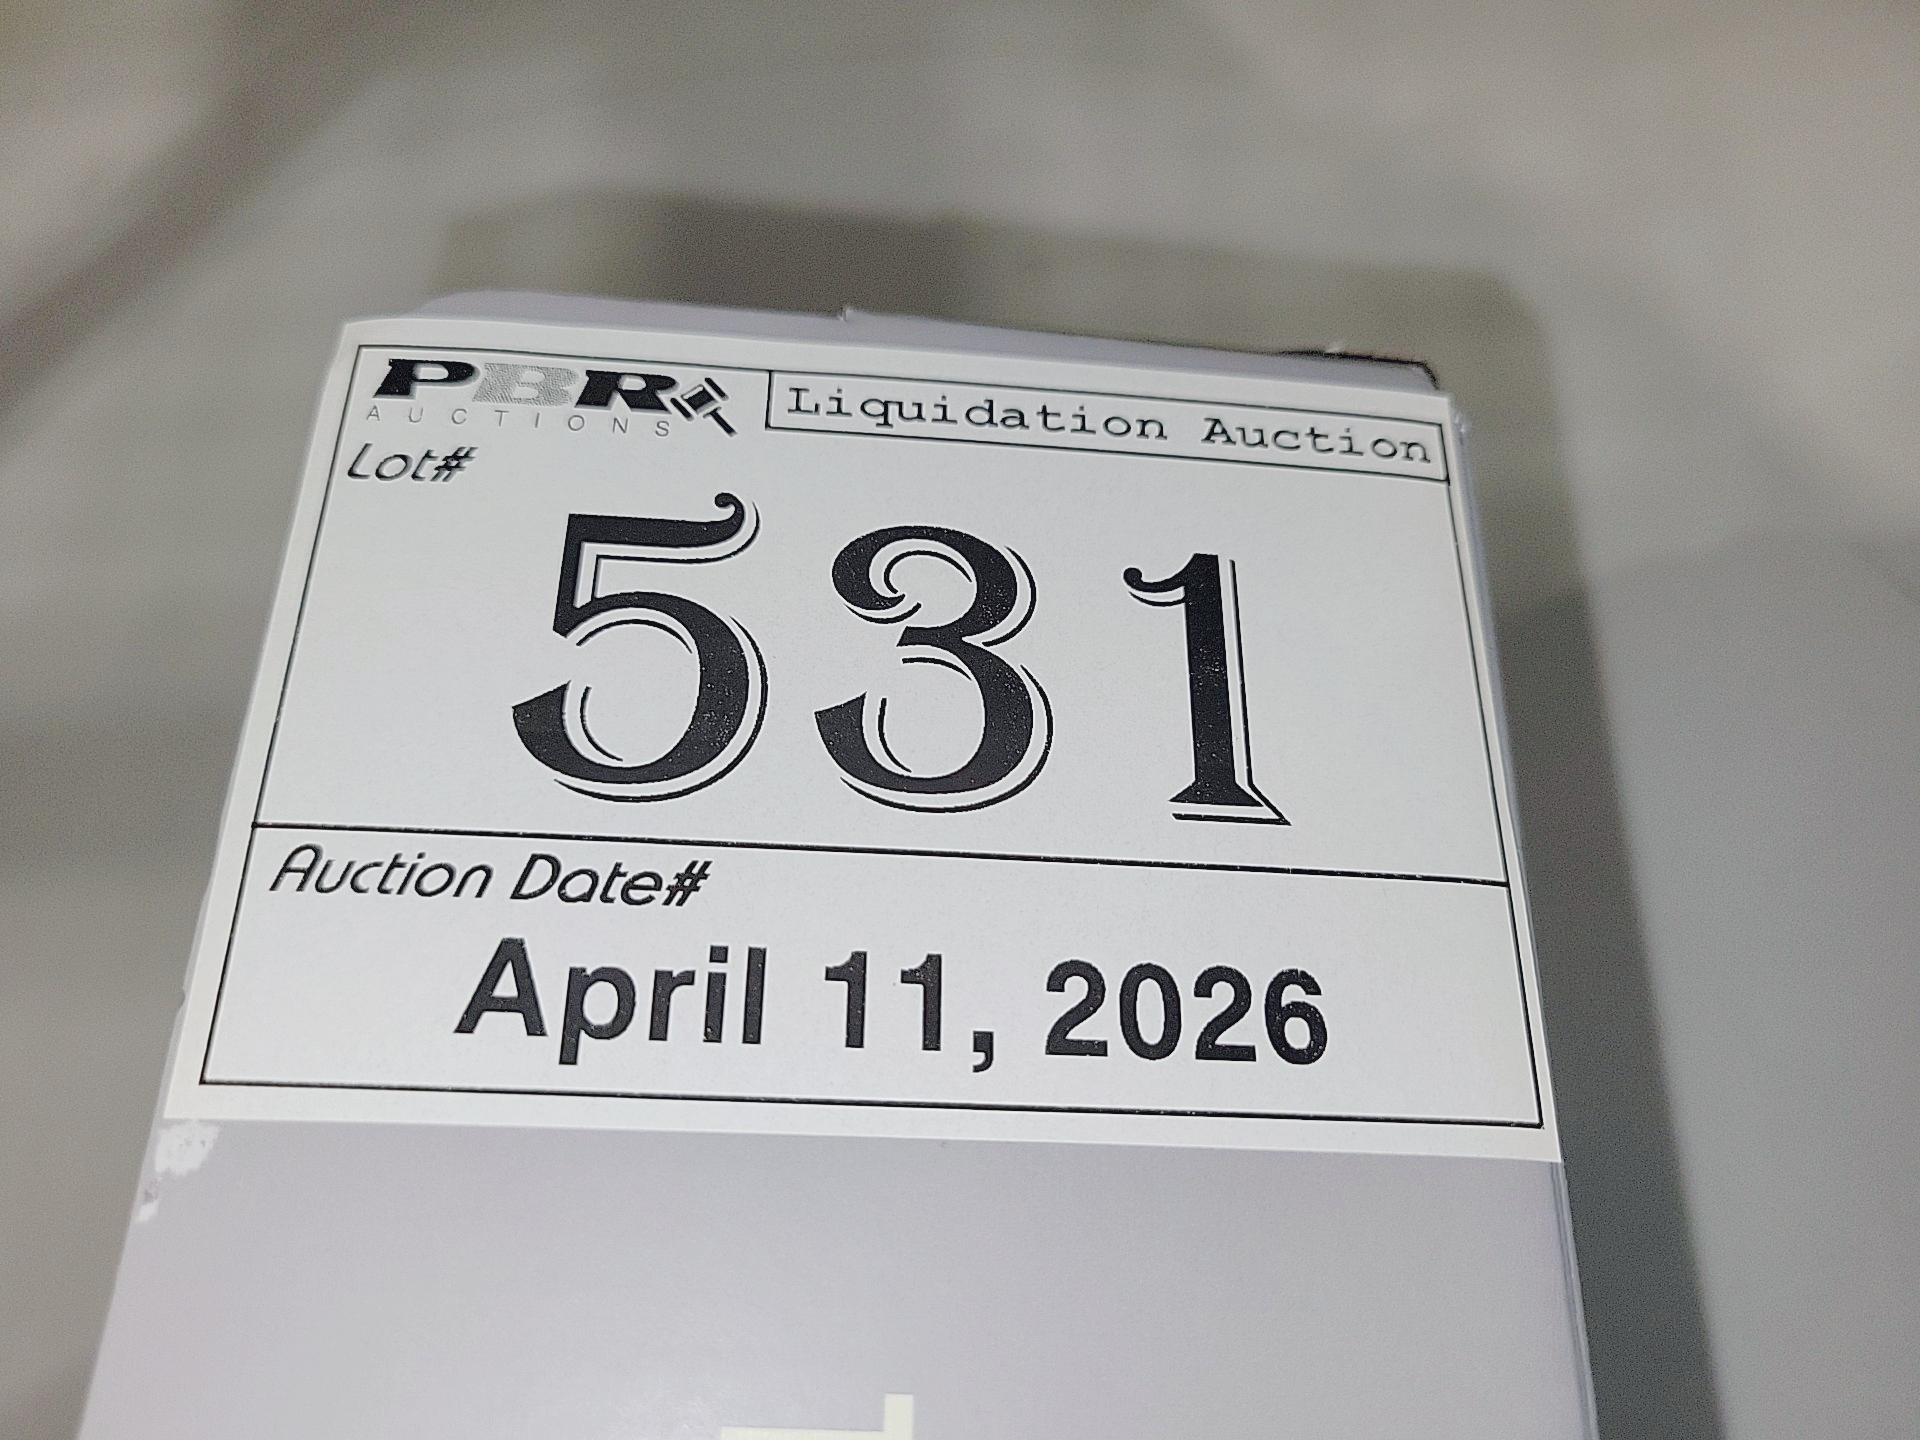 PBR
AUCTIONS
Liquidation Auction
Lot#
531
Auction Date#
April 11, 2026